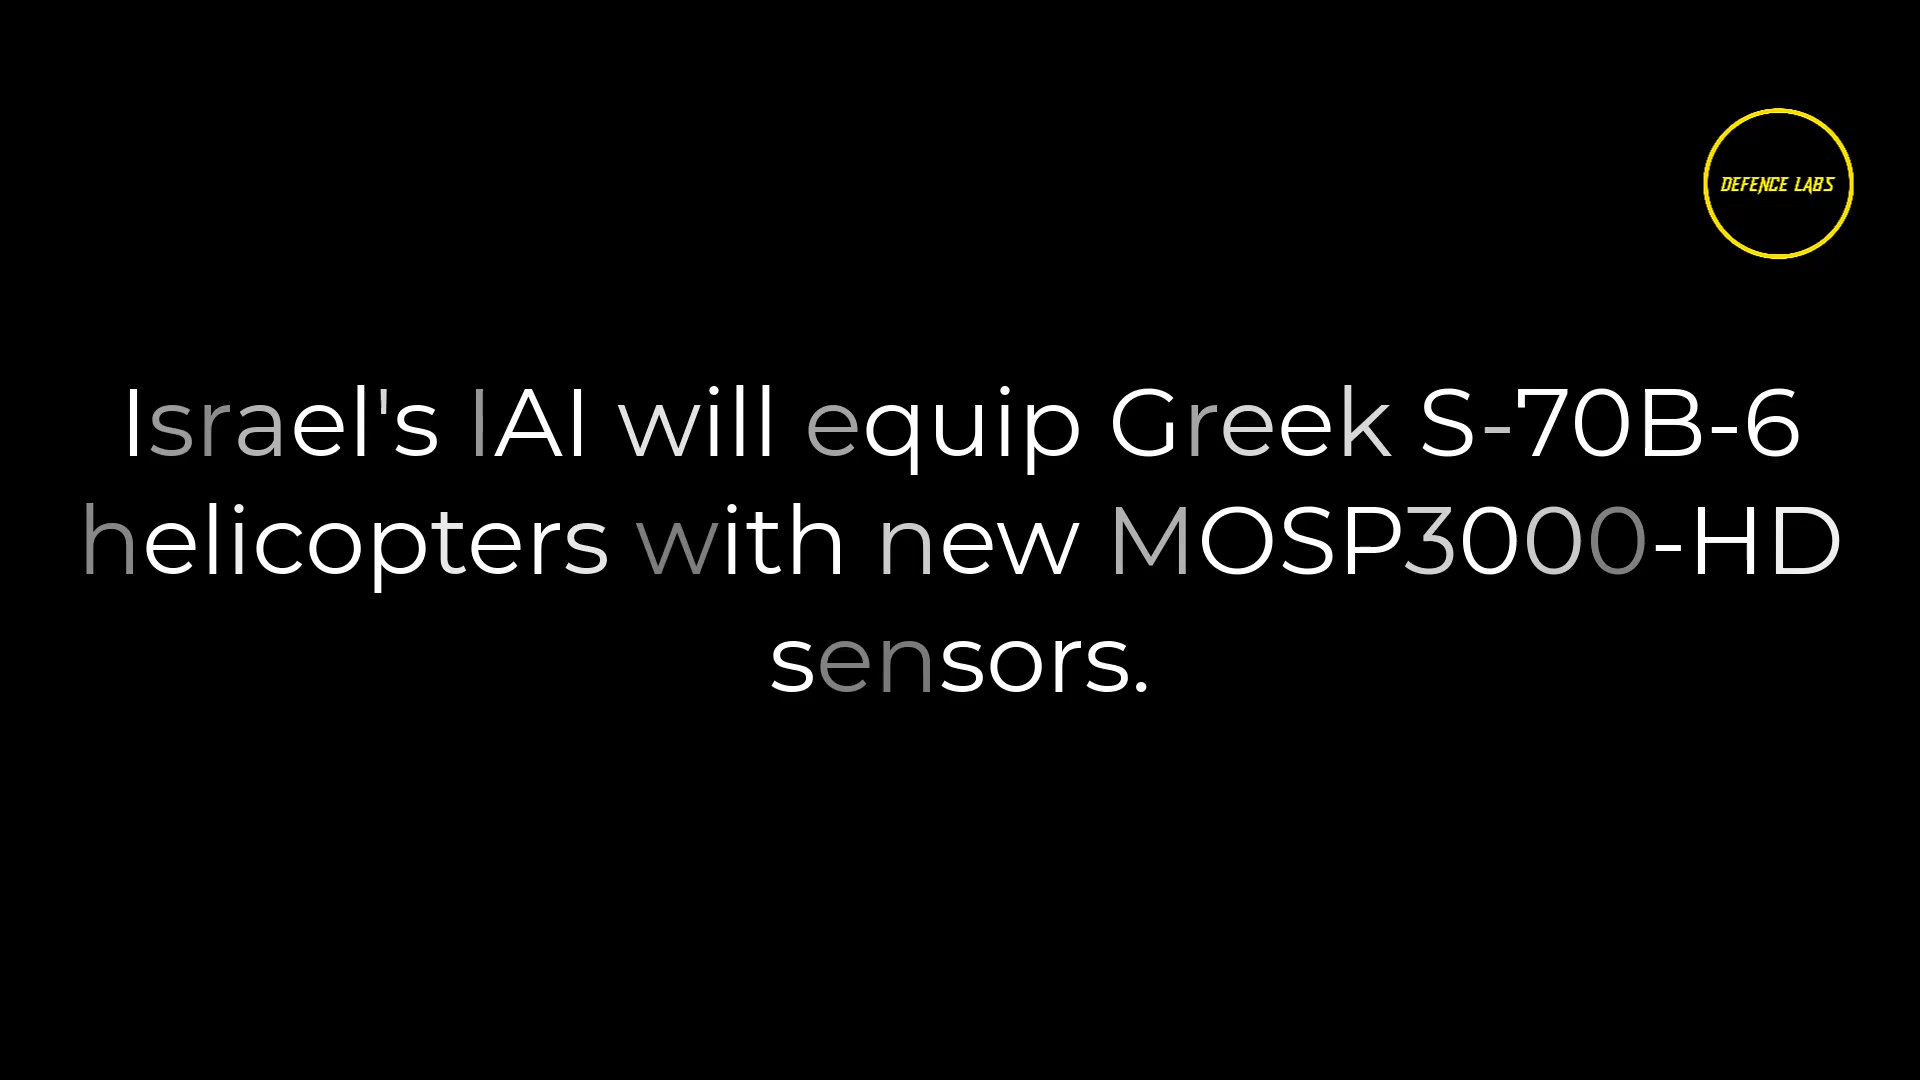 DEFENCE LABS
Israel's IAI will equip Greek S-70B-6
helicopters with new MOSP3000-HD
sensors.